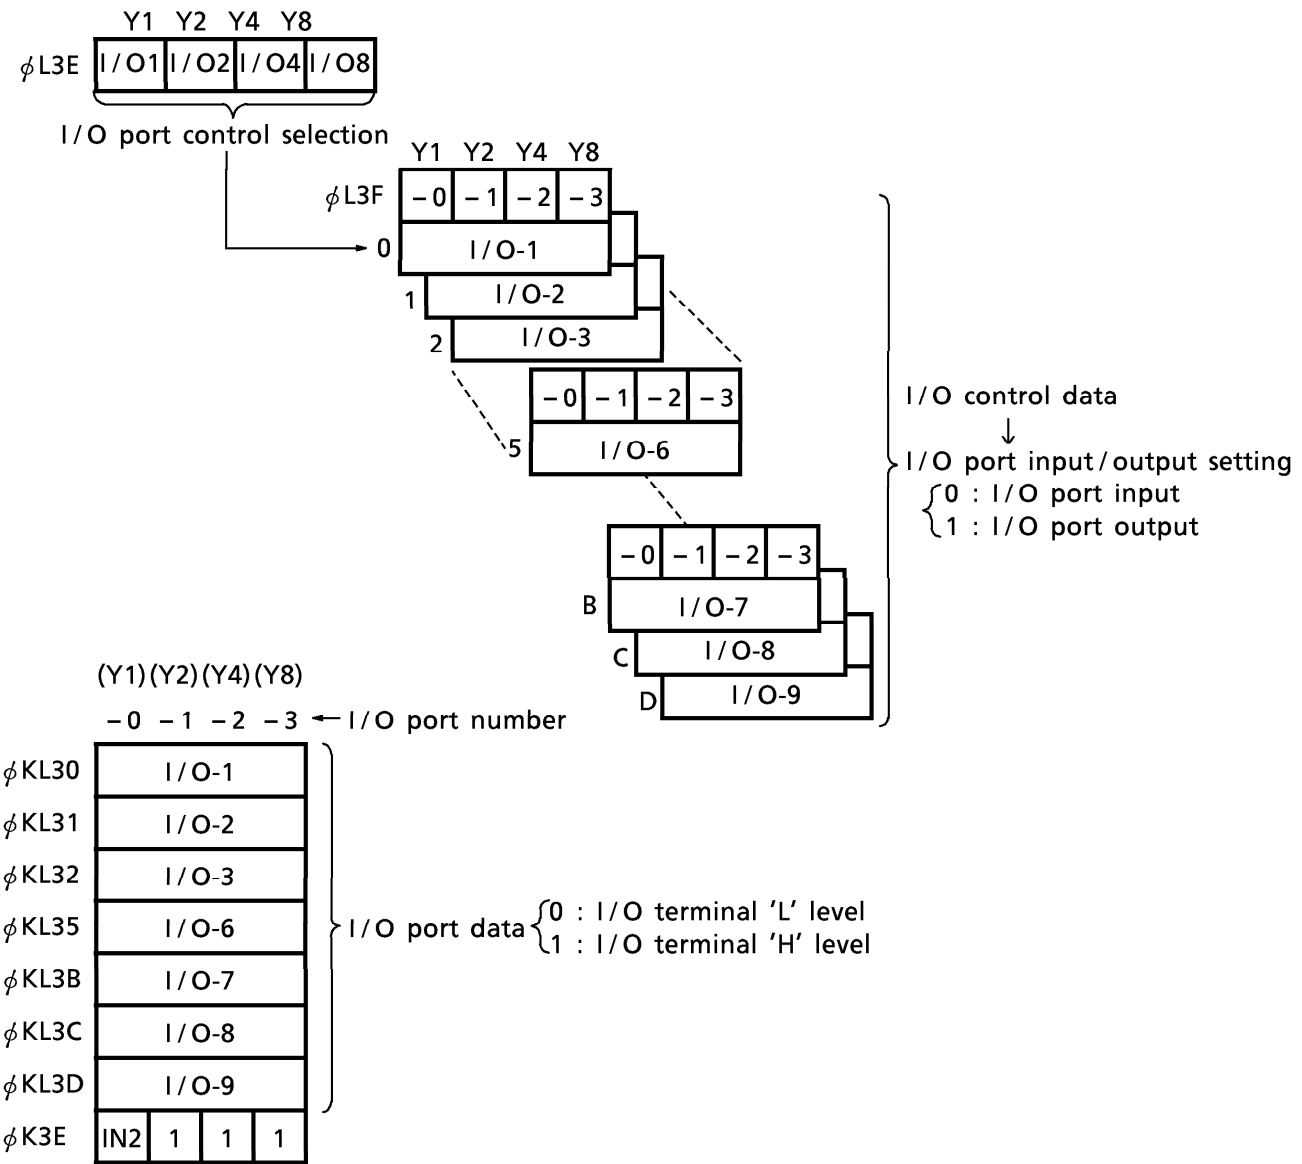 Y1 Y2 Y4 Y8
ϕL3E I/O1 I/O2 I/O4 I/O8
I/O port control selection
Y1 Y2 Y4 Y8
ϕL3F −0 −1 −2 −3
0 I/O-1
1 I/O-2
2 I/O-3
−0 −1 −2 −3
5 I/O-6
I/O control data
I/O port input/output setting
0 : I/O port input
1 : I/O port output
−0 −1 −2 −3
B I/O-7
C I/O-8
D I/O-9
(Y1) (Y2) (Y4) (Y8)
−0 −1 −2 −3 ← I/O port number
ϕKL30 I/O-1
ϕKL31 I/O-2
ϕKL32 I/O-3
ϕKL35 I/O-6
ϕKL3B I/O-7
ϕKL3C I/O-8
ϕKL3D I/O-9
ϕK3E IN2 1 1 1
I/O port data
0 : I/O terminal 'L' level
1 : I/O terminal 'H' level